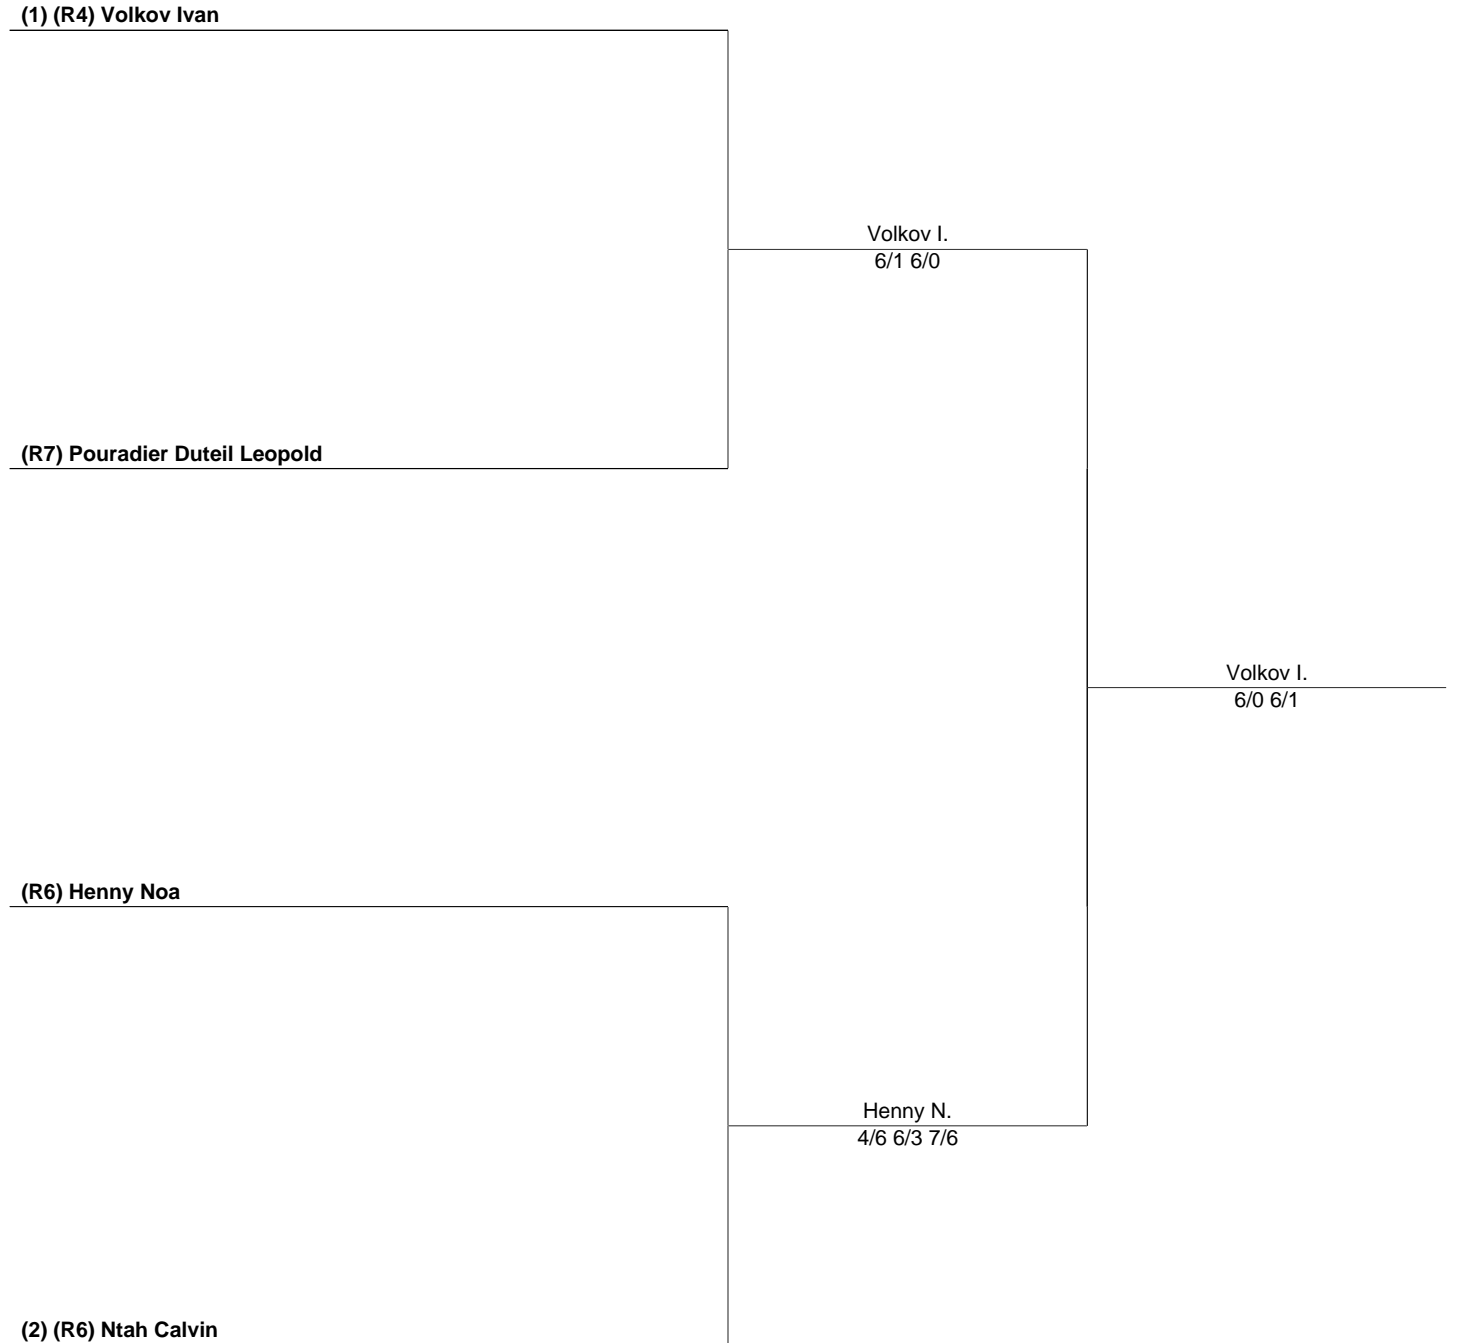 (1) (R4) Volkov Ivan
Volkov I.
6/1 6/0
(R7) Pouradier Duteil Leopold
Volkov I.
6/0 6/1
(R6) Henny Noa
Henny N.
4/6 6/3 7/6
(2) (R6) Ntah Calvin